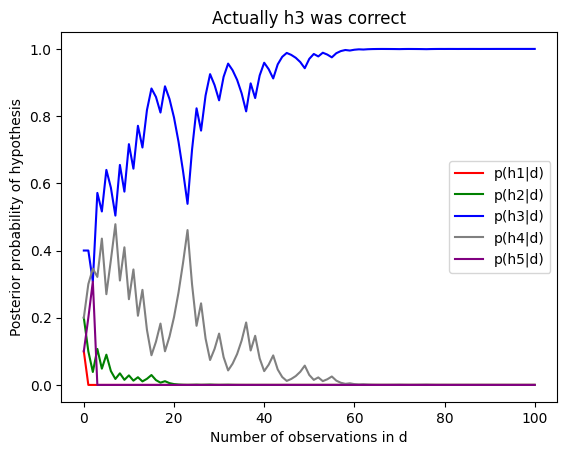 Actually h3 was correct
Posterior probability of hypothesis
1.0
0.8
0.6
0.4
0.2
0.0
p(h1|d)
p(h2|d)
p(h3|d)
p(h4|d)
p(h5|d)
0
20
40
60
80
100
Number of observations in d